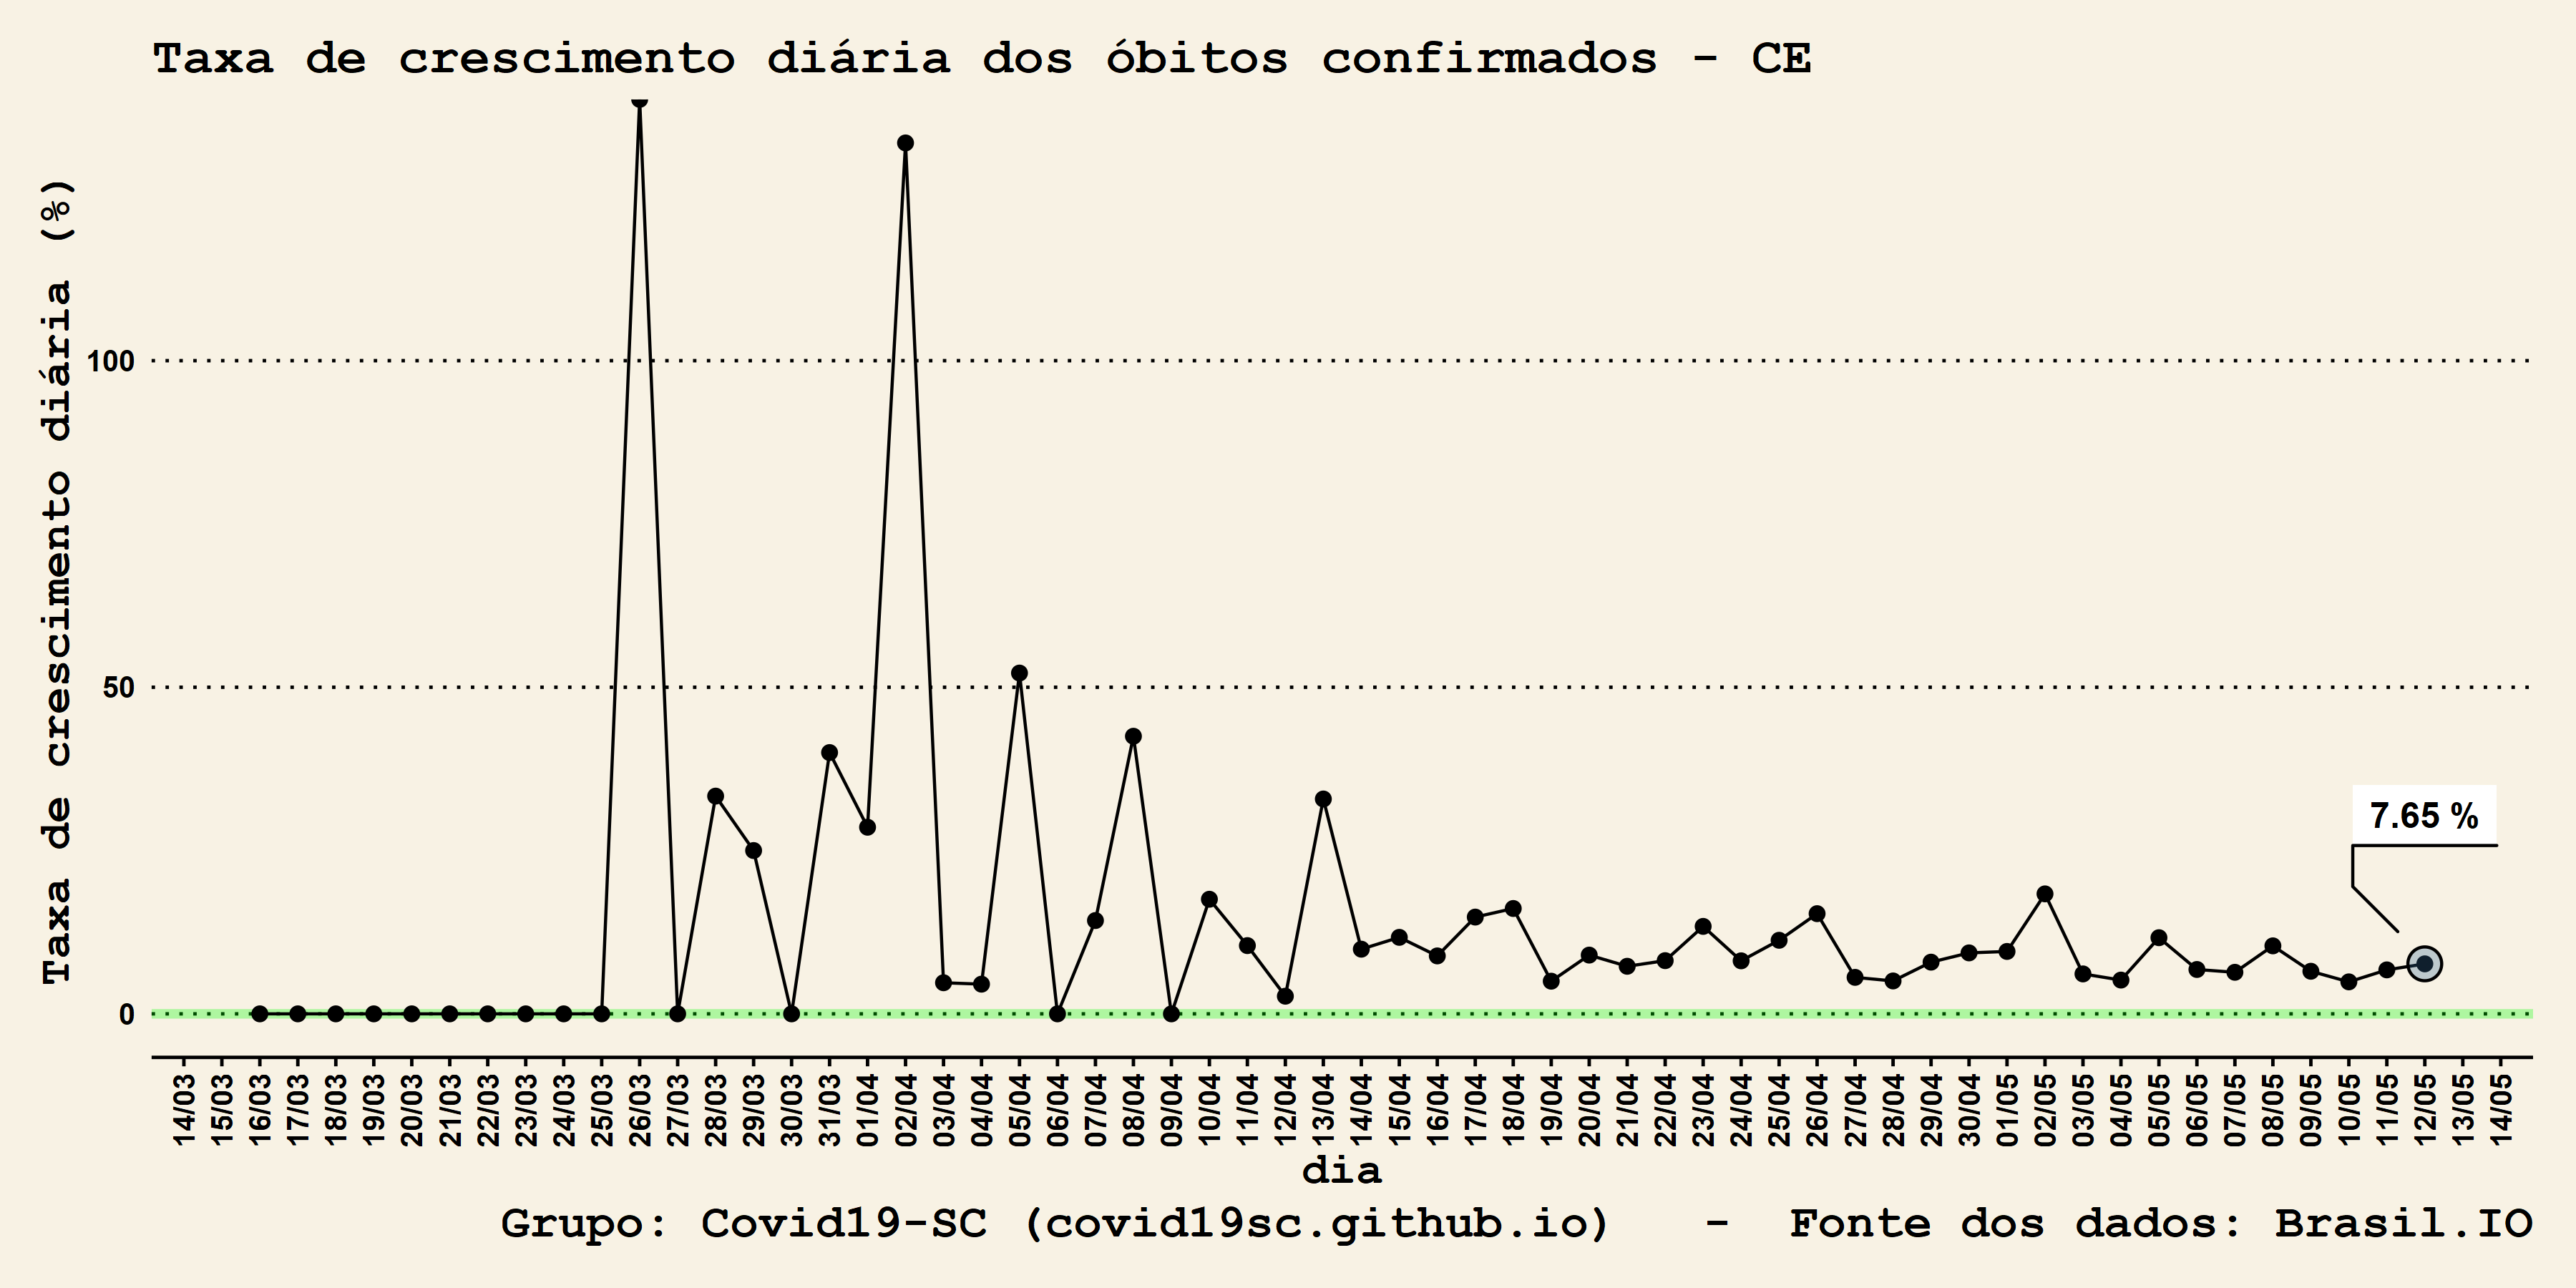 Taxa de crescimento diária dos óbitos confirmados - CE
Taxa de crescimento diária (%)
100
50
0
7.65 %
14/03 15/03 16/03 17/03 18/03 19/03 20/03 21/03 22/03 23/03 24/03 25/03 26/03 27/03 28/03 29/03 30/03 31/03 01/04 02/04 03/04 04/04 05/04 06/04 07/04 08/04 09/04 10/04 11/04 12/04 13/04 14/04 15/04 16/04 17/04 18/04 19/04 20/04 21/04 22/04 23/04 24/04 25/04 26/04 27/04 28/04 29/04 30/04 01/05 02/05 03/05 04/05 05/05 06/05 07/05 08/05 09/05 10/05 11/05 12/05 13/05 14/05
dia
Grupo: Covid19-SC (covid19sc.github.io) - Fonte dos dados: Brasil.IO